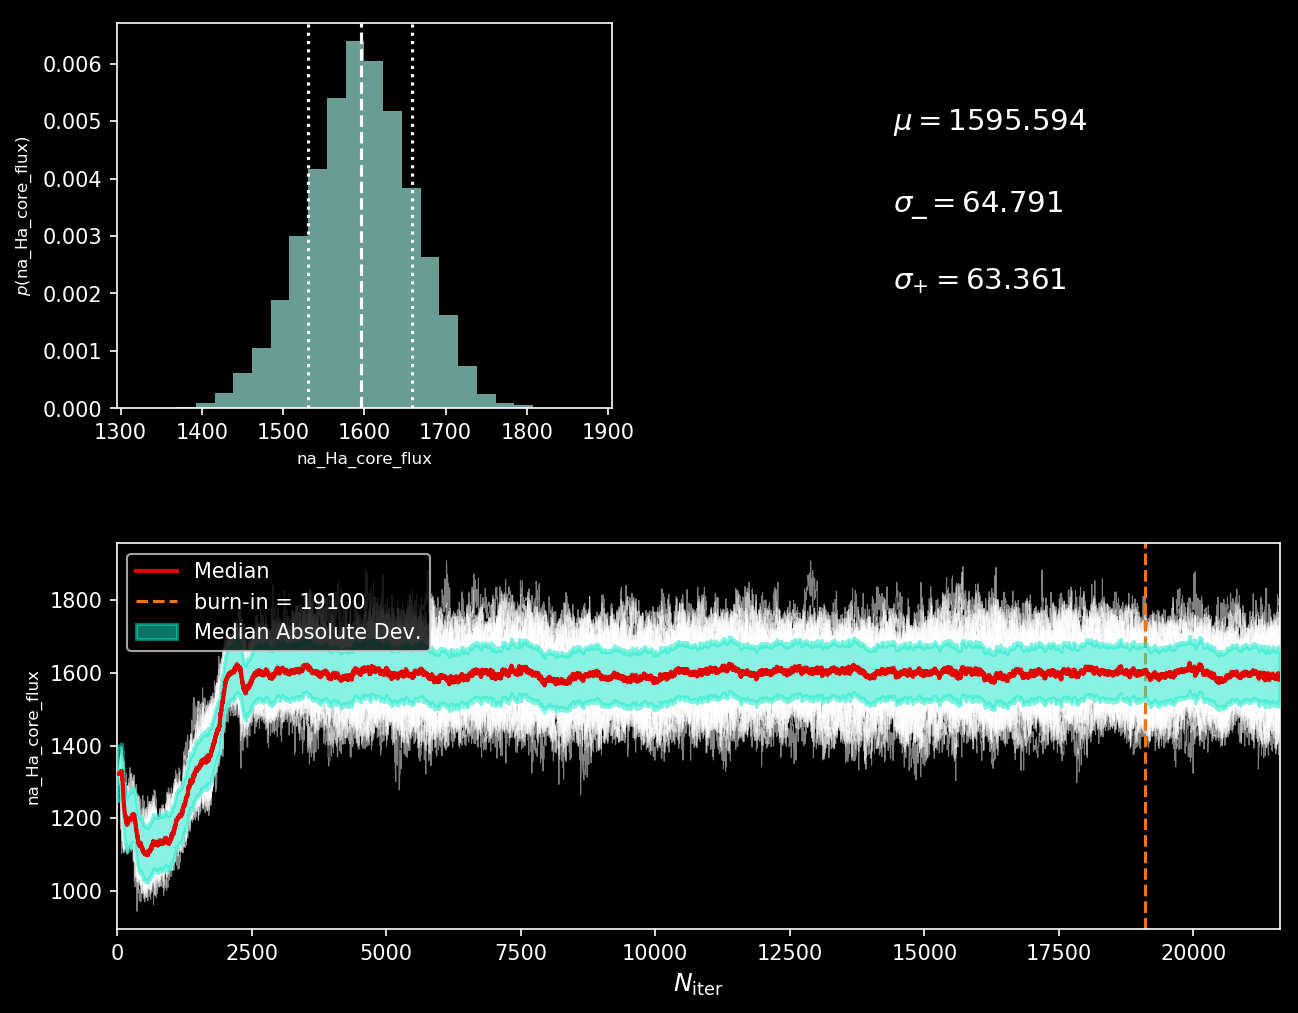 0.006
0.005
0.004
0.003
0.002
0.001
0.000
p(na_Ha_core_flux)
1300 1400 1500 1600 1700 1800 1900
na_Ha_core_flux
μ = 1595.594
σ_ = 64.791
σ+ = 63.361
Median
burn-in = 19100
Median Absolute Dev.
1800
1600
1400
1200
1000
na_Ha_core_flux
0 2500 5000 7500 10000 12500 15000 17500 20000
Niter